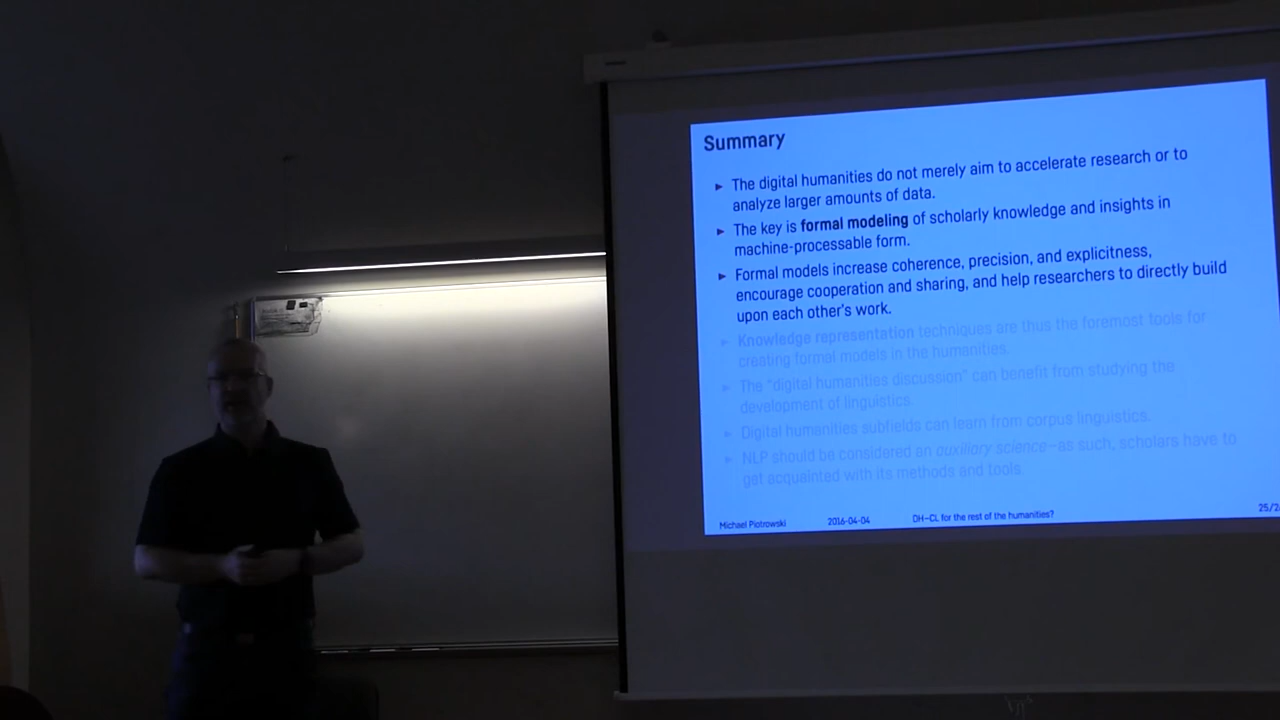 Summary
► The digital humanities do not merely aim to accelerate research or to
analyze larger amounts of data.
► The key is formal modeling of scholarly knowledge and insights in
machine-processable form.
► Formal models increase coherence, precision, and explicitness,
encourage cooperation and sharing, and help researchers to directly build
upon each other's work.
► Knowledge representation techniques are thus the foremost tools for
creating formal models in the humanities.
► The "digital humanities discussion" can benefit from studying the
development of linguistics.
► Digital humanities subfields can learn from corpus linguistics.
► NLP should be considered an auxiliary science–as such, scholars have to
get acquainted with its methods and tools.
Michael Piotrowski 2016-04-04 DH–CL for the rest of the humanities?